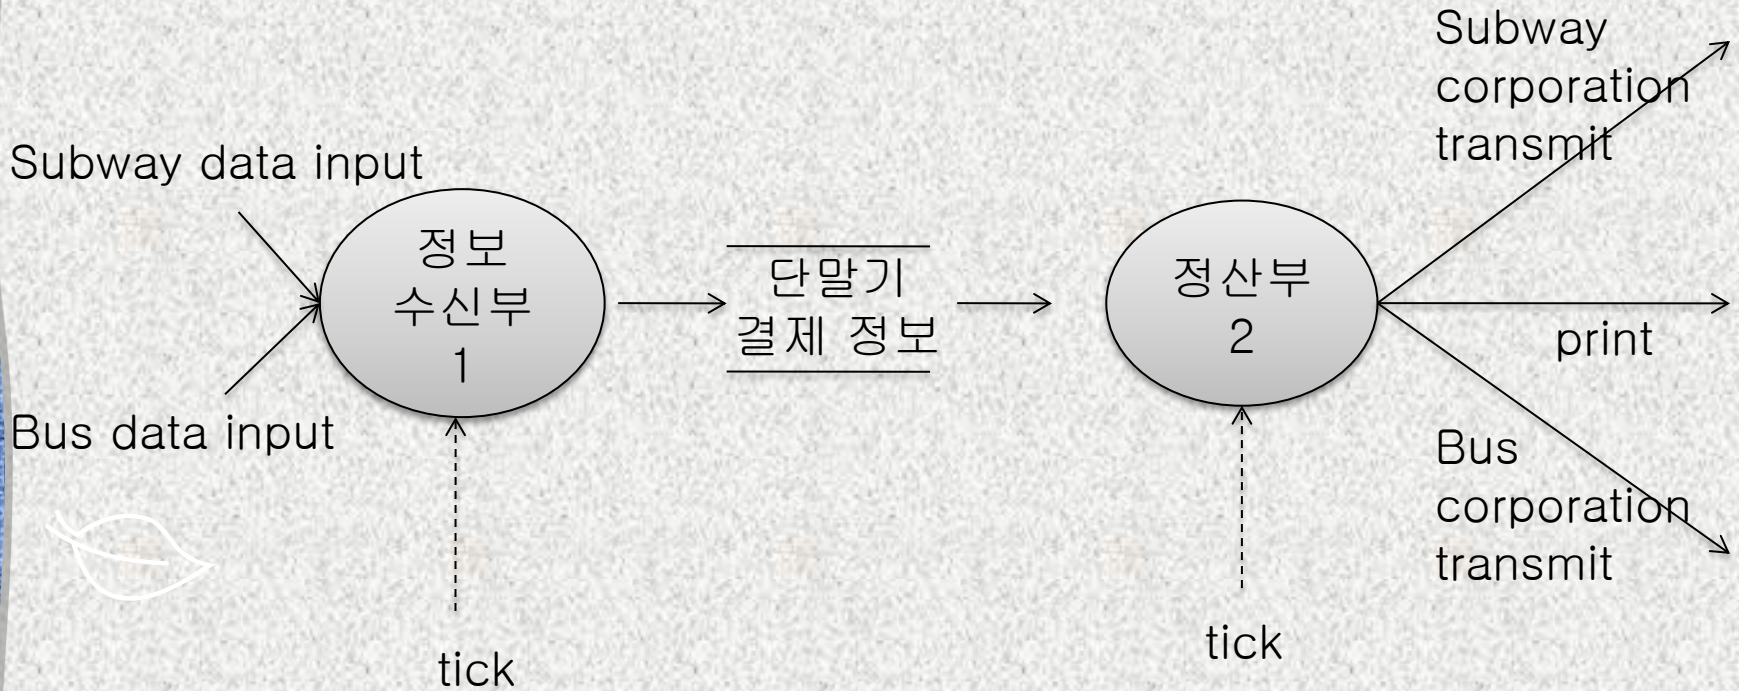 Subway data input
Bus data input
정보
수신부
1
tick
단말기
결제 정보
정산부
2
tick
Subway
corporation
transmit
print
Bus
corporation
transmit